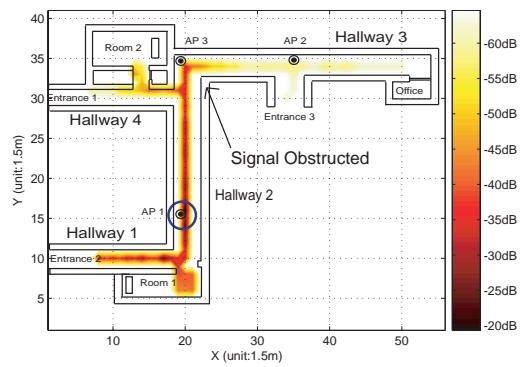 40
35
30
25
20
15
10
5
Y (unit:1.5m)
10
20
30
40
50
X (unit:1.5m)
Room 2
AP 3
AP 2
Hallway 3
Entrance 1
Office
Entrance 3
Hallway 4
Signal Obstructed
Hallway 2
AP 1
Hallway 1
Entrance 2
Room 1
-60dB
-55dB
-50dB
-45dB
-40dB
-35dB
-30dB
-25dB
-20dB